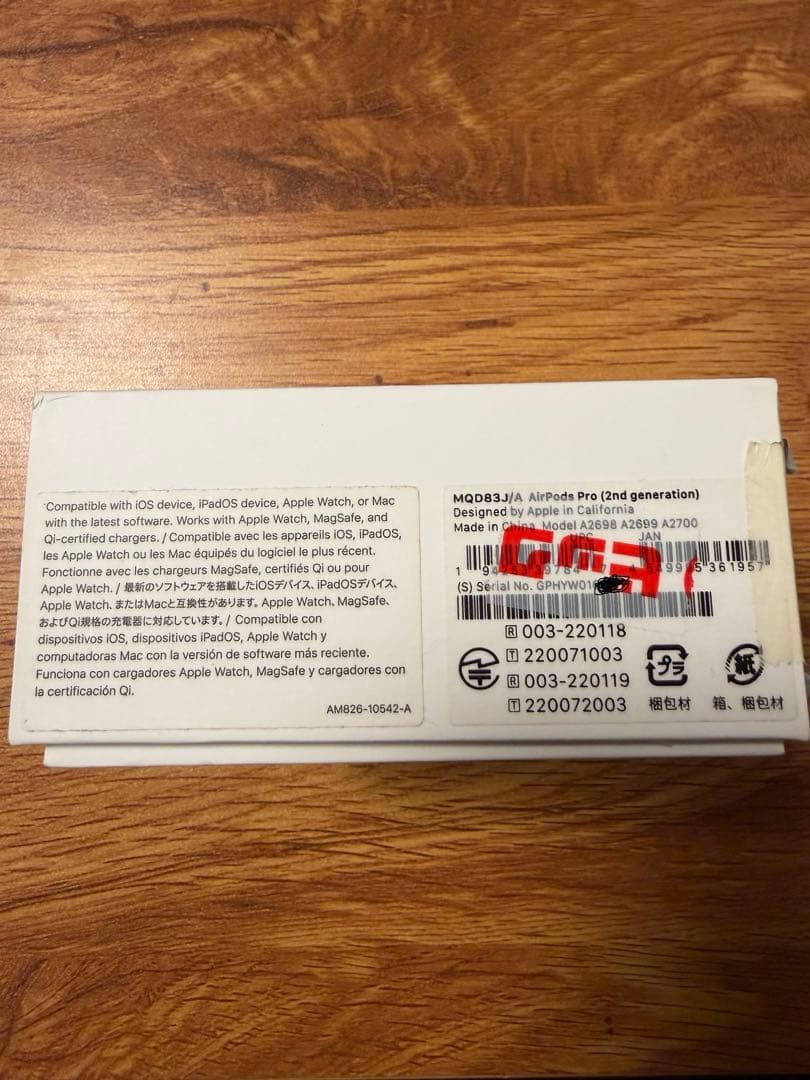 Compatible with iOS device, iPadOS device, Apple Watch, or Mac
with the latest software. Works with Apple Watch, MagSafe, and
Qi-certified chargers. / Compatible avec les appareils iOS, iPadOS,
les Apple Watch ou les Mac équipés du logiciel le plus récent.
Fonctionne avec les chargeurs MagSafe, certifiés Qi ou pour
Apple Watch. / 最新のソフトウェアを搭載したiOSデバイス、iPadOSデバイス、
Apple Watch、またはMacと互換性があります。Apple Watch、MagSafe、
およびQi規格の充電器に対応しています。/ Compatible con
dispositivos iOS, dispositivos iPadOS, Apple Watch y
computadoras Mac con la versión de software más reciente.
Funciona con cargadores Apple Watch, MagSafe y cargadores con
la certificación Qi.
AM826-10542-A
MQD83J/A AirPods Pro (2nd generation)
Designed by Apple in California
Made in China Model A2698 A2699 A2700
UPC JAN
(S) Serial No.
R 003-220118
T 220071003
R 003-220119
T 220072003
プラ
紙
梱包材
箱、梱包材